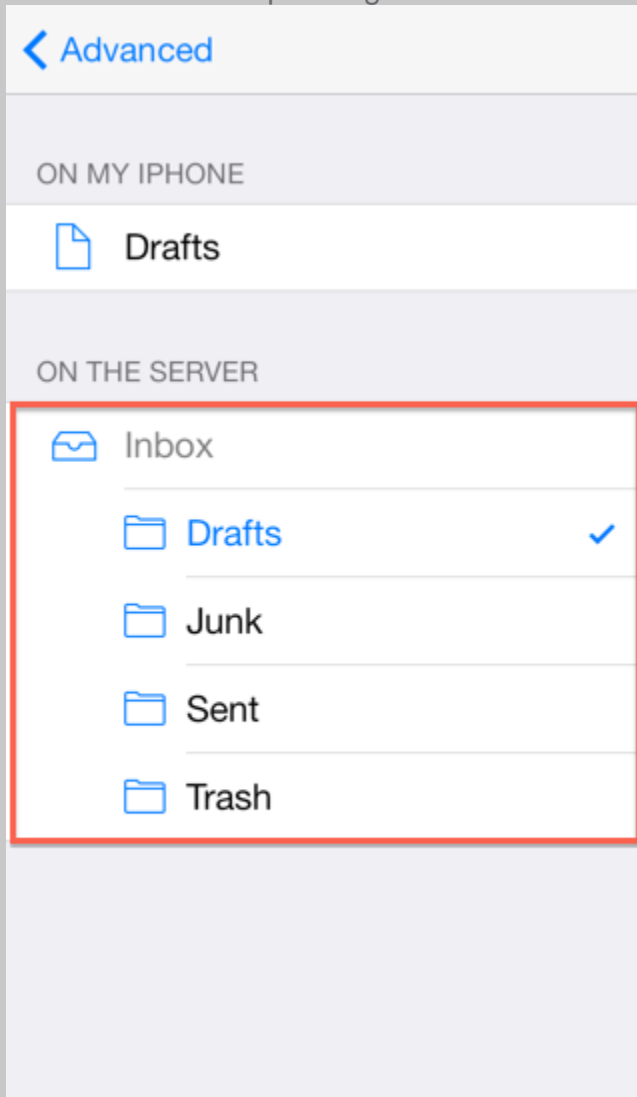 Advanced
ON MY IPHONE
Drafts
ON THE SERVER
Inbox
Drafts
Junk
Sent
Trash